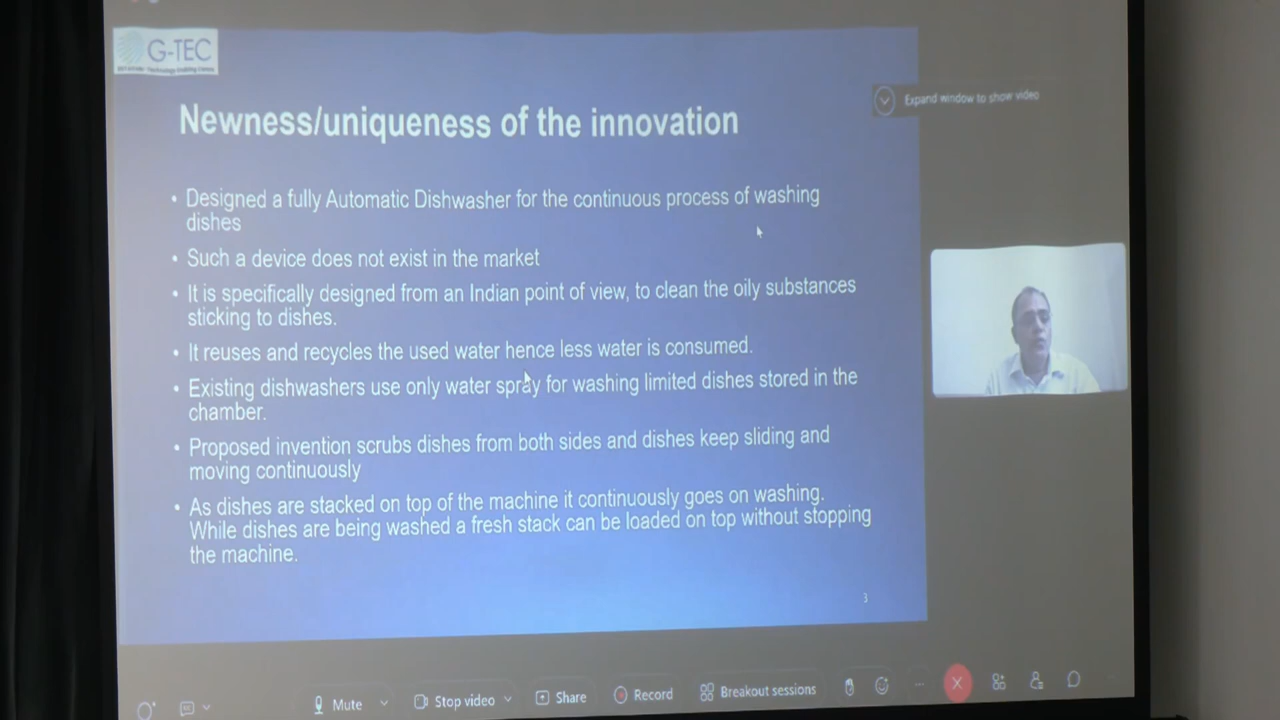 G-TEC
Expand window to show video
Newness/uniqueness of the innovation
• Designed a fully Automatic Dishwasher for the continuous process of washing
dishes
• Such a device does not exist in the market
• It is specifically designed from an Indian point of view, to clean the oily substances
sticking to dishes.
• It reuses and recycles the used water hence less water is consumed.
• Existing dishwashers use only water spray for washing limited dishes stored in the
chamber.
• Proposed invention scrubs dishes from both sides and dishes keep sliding and
moving continuously
• As dishes are stacked on top of the machine it continuously goes on washing.
While dishes are being washed a fresh stack can be loaded on top without stopping
the machine.
3
Mute
Stop video
Share
Record
Breakout sessions